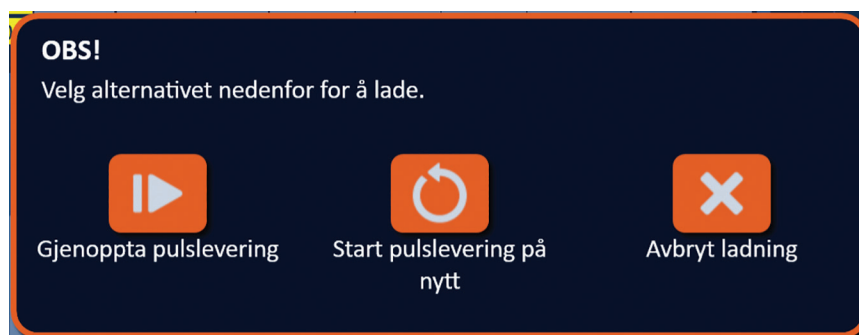 OBS!
Velg alternativet nedenfor for å lade.
Gjenoppta pulslevering
Start pulslevering på
nytt
Avbryt ladning